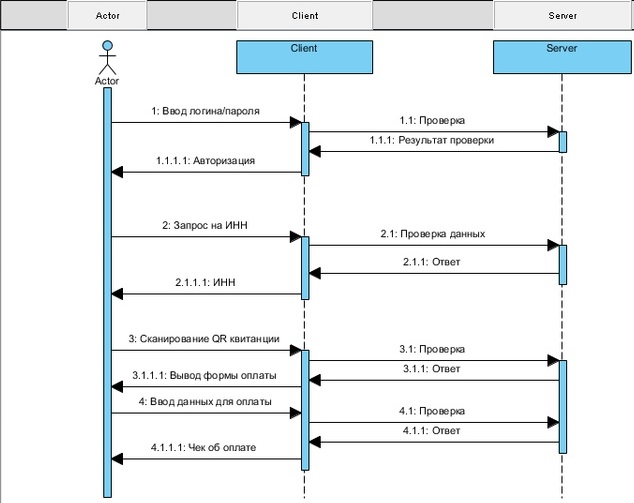 Actor Client Server
Client Server
Actor
1: Ввод логина/пароля
1.1: Проверка
1.1.1: Результат проверки
1.1.1.1: Авторизация
2: Запрос на ИНН
2.1: Проверка данных
2.1.1: Ответ
2.1.1.1: ИНН
3: Сканирование QR квитанции
3.1: Проверка
3.1.1: Ответ
3.1.1.1: Вывод формы оплаты
4: Ввод данных для оплаты
4.1: Проверка
4.1.1: Ответ
4.1.1.1: Чек об оплате